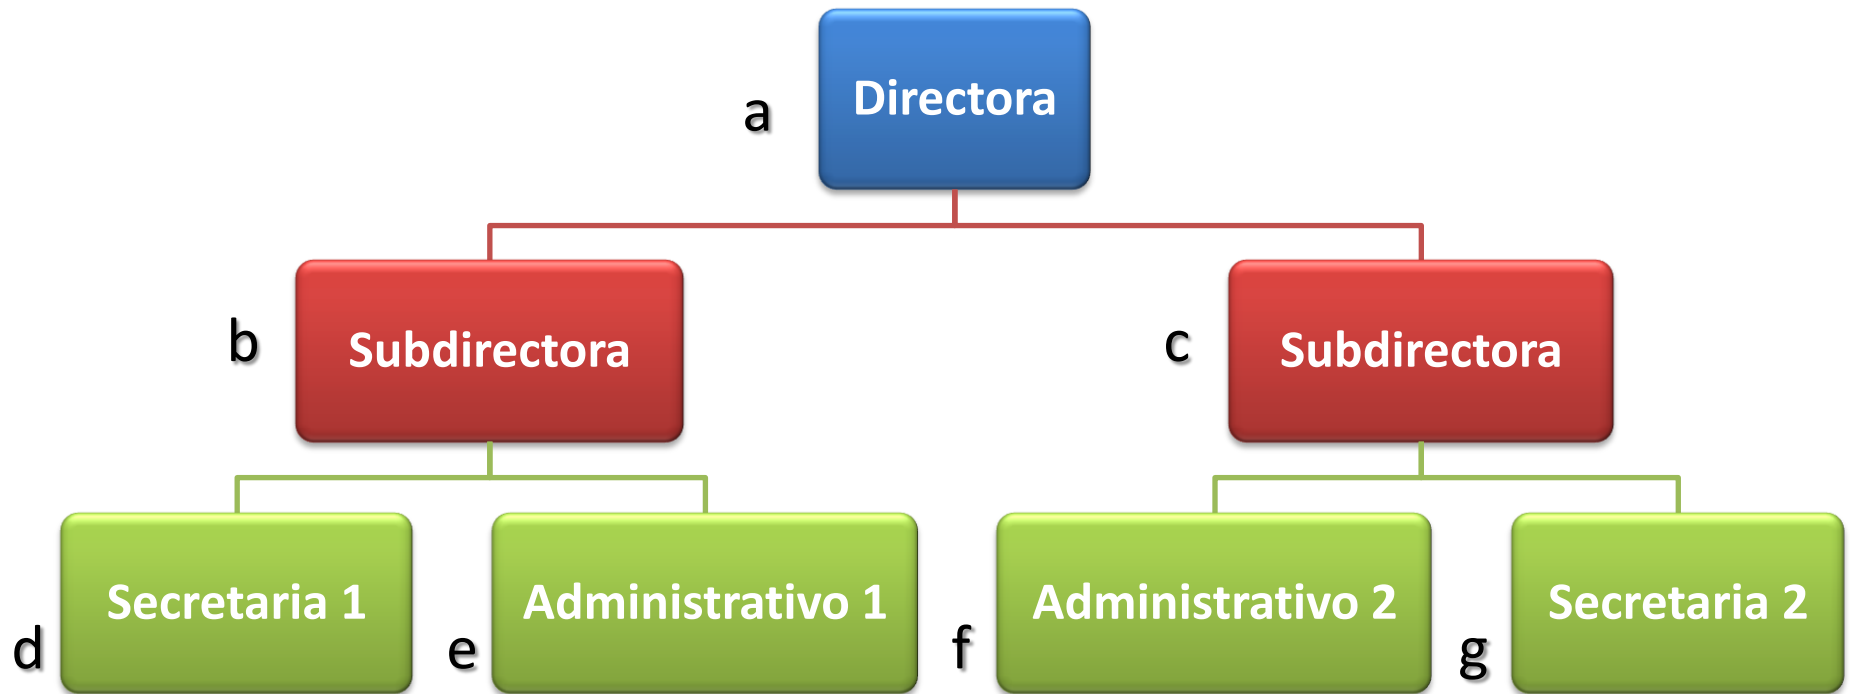 a
Directora
b
Subdirectora
c
Subdirectora
d
Secretaria 1
e
Administrativo 1
f
Administrativo 2
g
Secretaria 2